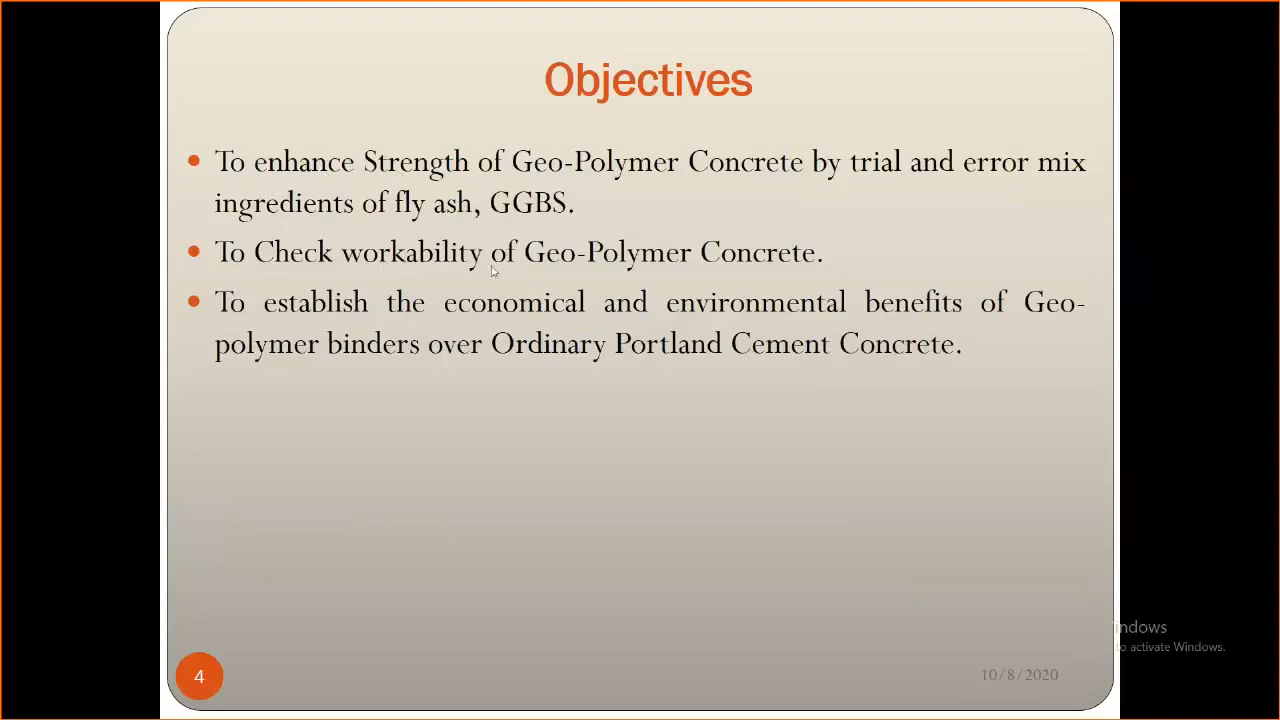 Objectives
• To enhance Strength of Geo-Polymer Concrete by trial and error mix
ingredients of fly ash, GGBS.
• To Check workability of Geo-Polymer Concrete.
• To establish the economical and environmental benefits of Geo-
polymer binders over Ordinary Portland Cement Concrete.
indows
to activate Windows.
4
10/8/2020